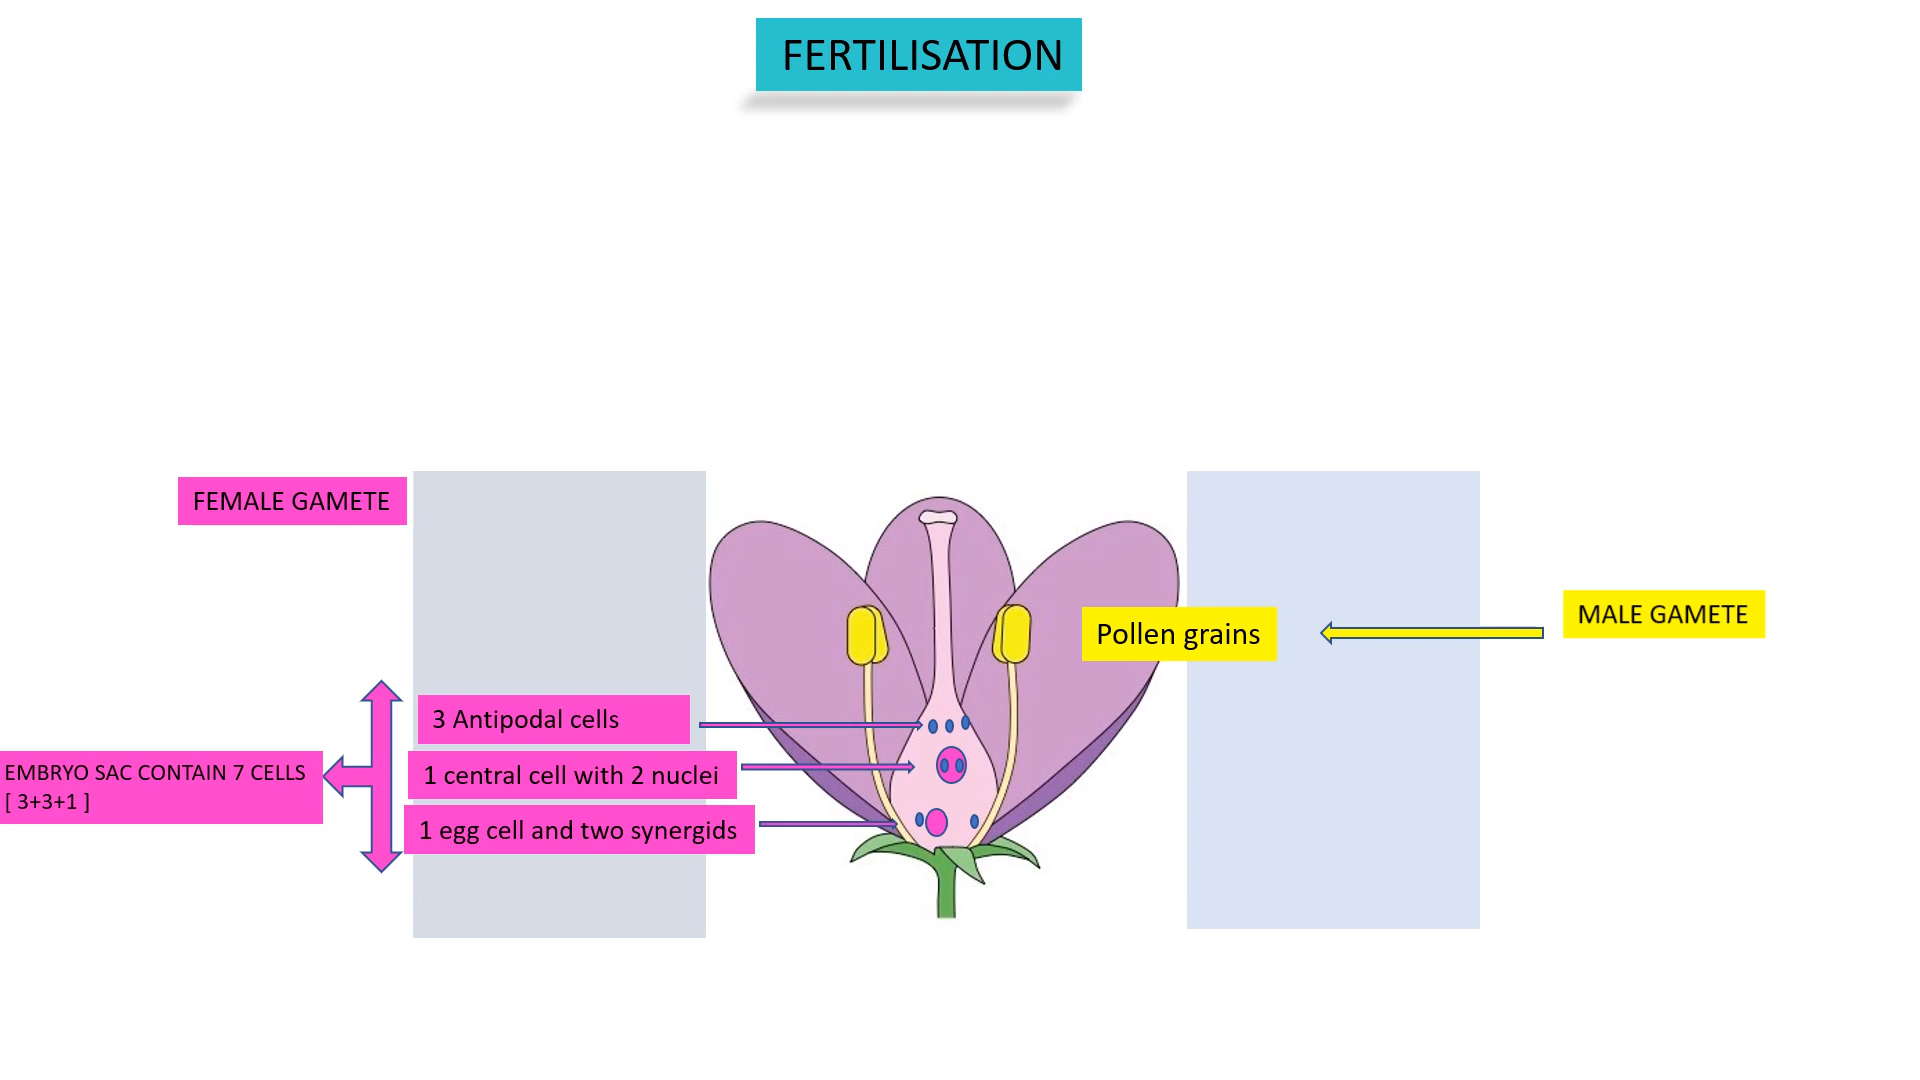 FERTILISATION
FEMALE GAMETE
MALE GAMETE
Pollen grains
3 Antipodal cells
1 central cell with 2 nuclei
EMBRYO SAC CONTAIN 7 CELLS
[ 3+3+1 ]
1 egg cell and two synergids